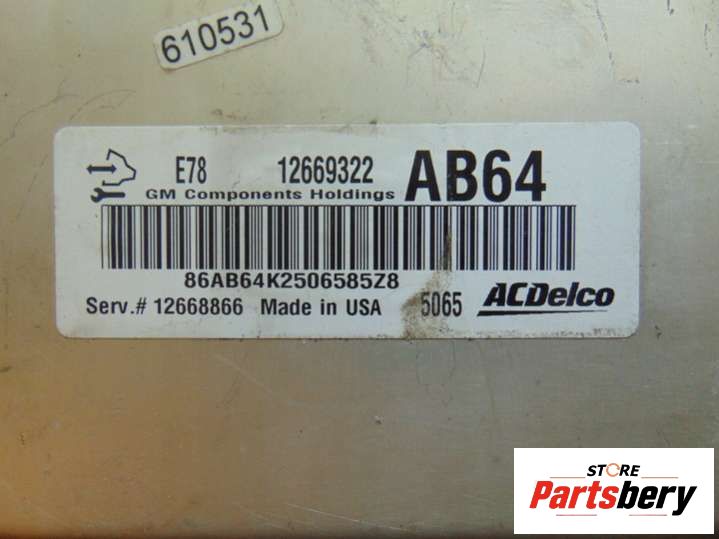 610531
E78 12669322 AB64
GM Components Holdings
86AB64K2506585Z8
Serv.# 12668866 Made in USA 5065 ACDelco
STORE
Partsbery